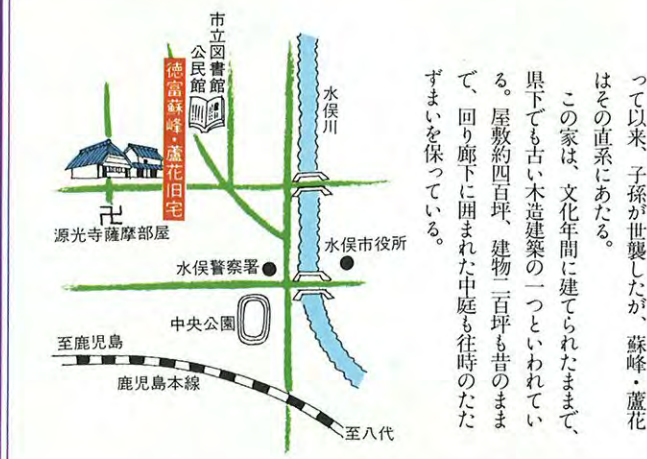 って以来、子孫が世襲したが、蘇峰・蘆花
はその直系にあたる。
この家は、文化年間に建てられたままで、
県下でも古い木造建築の一つといわれてい
る。屋敷約四百坪、建物二百坪も昔のまま
で、回り廊下に囲まれた中庭も往時のたた
ずまいを保っている。
市立図書館
公民館
徳富蘇峰・蘆花旧宅
水俣川
卍
源光寺薩摩部屋
水俣市役所
水俣警察署
中央公園
至鹿児島
鹿児島本線
至八代